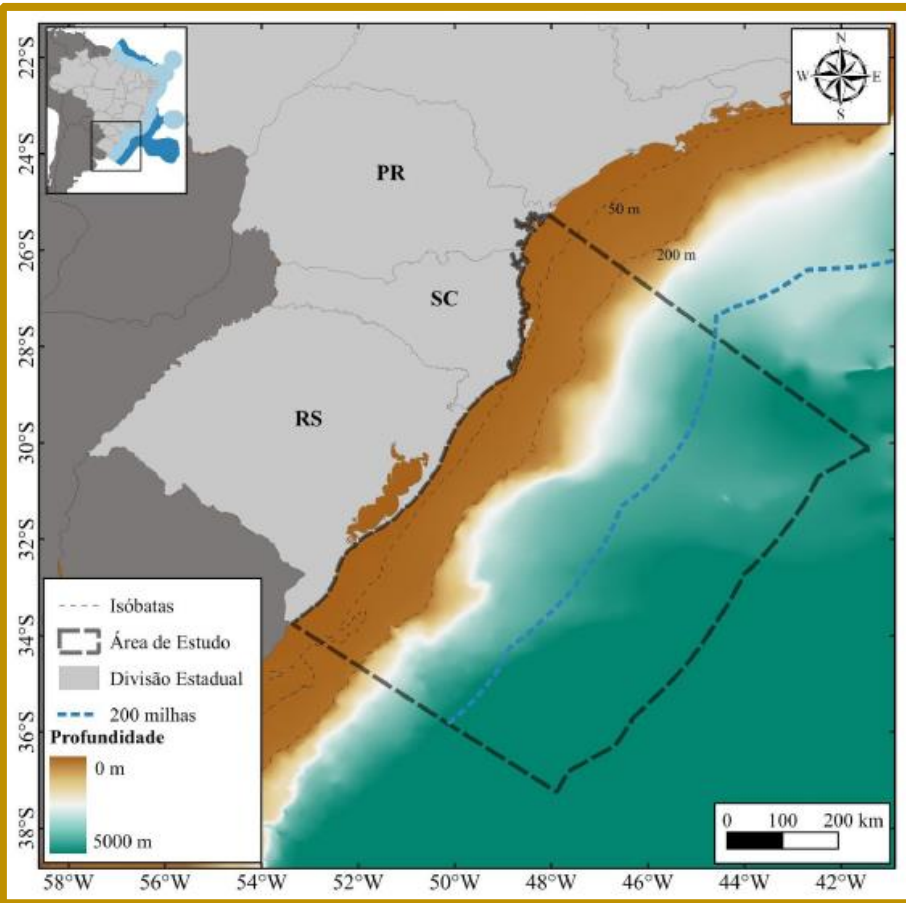 N
W E
S
22°S
24°S
26°S
28°S
30°S
32°S
34°S
36°S
38°S
PR
50 m
200 m
SC
RS
Isóbatas
Área de Estudo
Divisão Estadual
200 milhas
Profundidade
0 m
5000 m
0 100 200 km
58°W 56°W 54°W 52°W 50°W 48°W 46°W 44°W 42°W